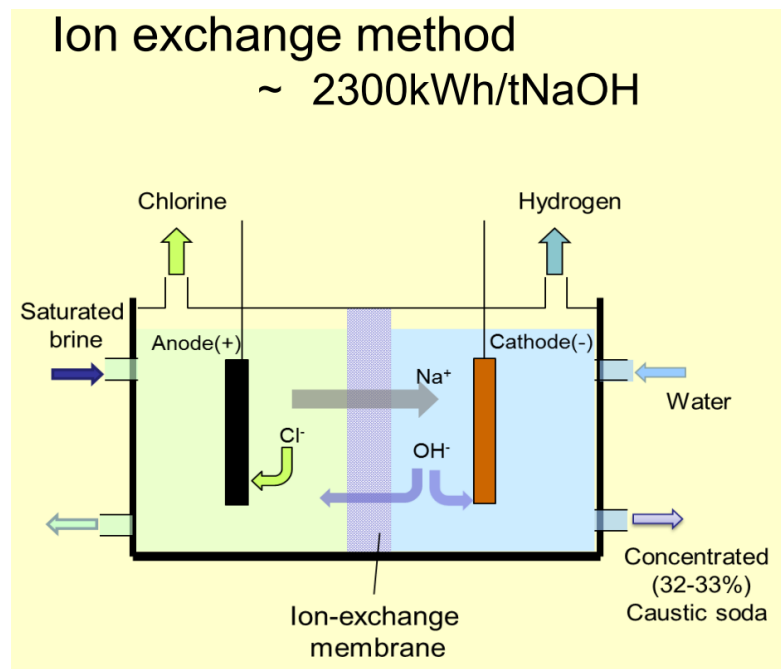 Ion exchange method
~ 2300kWh/tNaOH
Chlorine
Hydrogen
Saturated
brine
Anode(+)
Cathode(-)
Na⁺
Water
Cl⁻
OH⁻
Concentrated
(32-33%)
Caustic soda
Ion-exchange
membrane